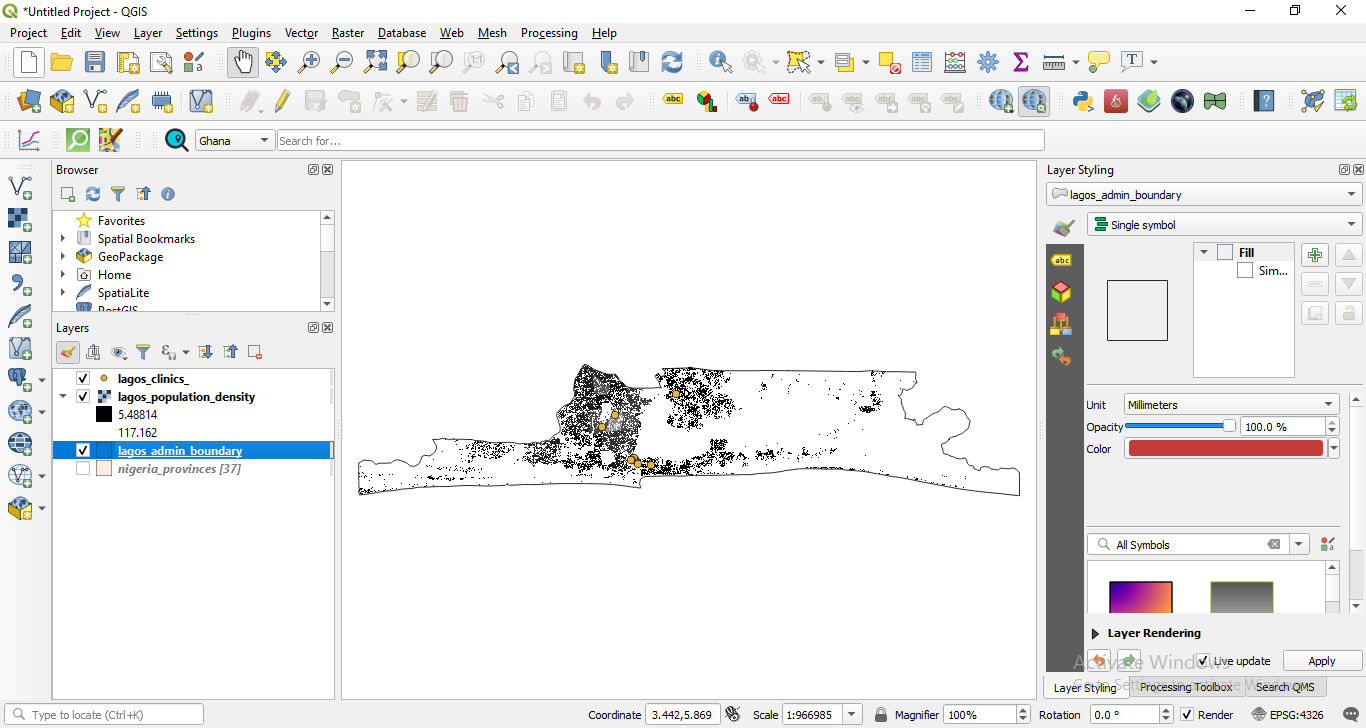 *Untitled Project - QGIS
Project Edit View Layer Settings Plugins Vector Raster Database Web Mesh Processing Help
Ghana Search for...
Browser
Favorites
Spatial Bookmarks
GeoPackage
Home
SpatiaLite
PostGIS
Layers
lagos_clinics_
lagos_population_density
5.48814
117.162
lagos_admin_boundary
nigeria_provinces [37]
Layer Styling
lagos_admin_boundary
Single symbol
Fill
Sim...
Unit Millimeters
Opacity 100.0 %
Color
All Symbols
Layer Rendering
Live update Apply
Activate Windows
Go to Settings to activate Windows.
Layer Styling Processing Toolbox Search QMS
Type to locate (Ctrl+K) Coordinate 3.442,5.869 Scale 1:966985 Magnifier 100% Rotation 0.0 ° Render EPSG:4326